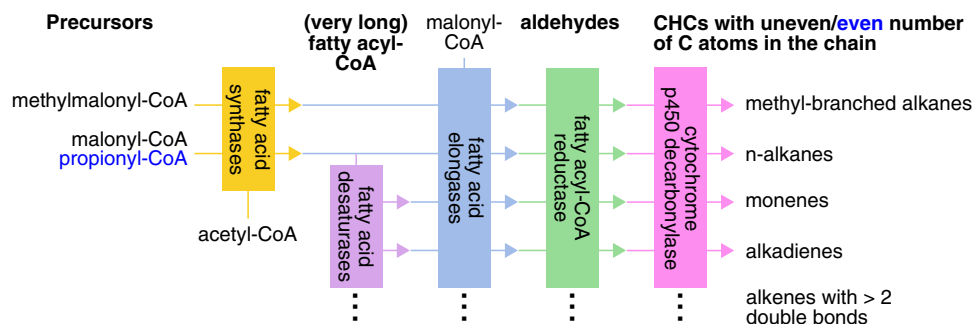 Precursors
(very long)
fatty acyl-
CoA
malonyl-
CoA
aldehydes
CHCs with uneven/even number
of C atoms in the chain
methylmalonyl-CoA
malonyl-CoA
propionyl-CoA
acetyl-CoA
fatty acid
synthases
fatty acid
desaturases
fatty acid
elongases
fatty acyl-CoA
reductase
cytochrome
p450 decarbonylase
methyl-branched alkanes
n-alkanes
monenes
alkadienes
alkenes with > 2
double bonds